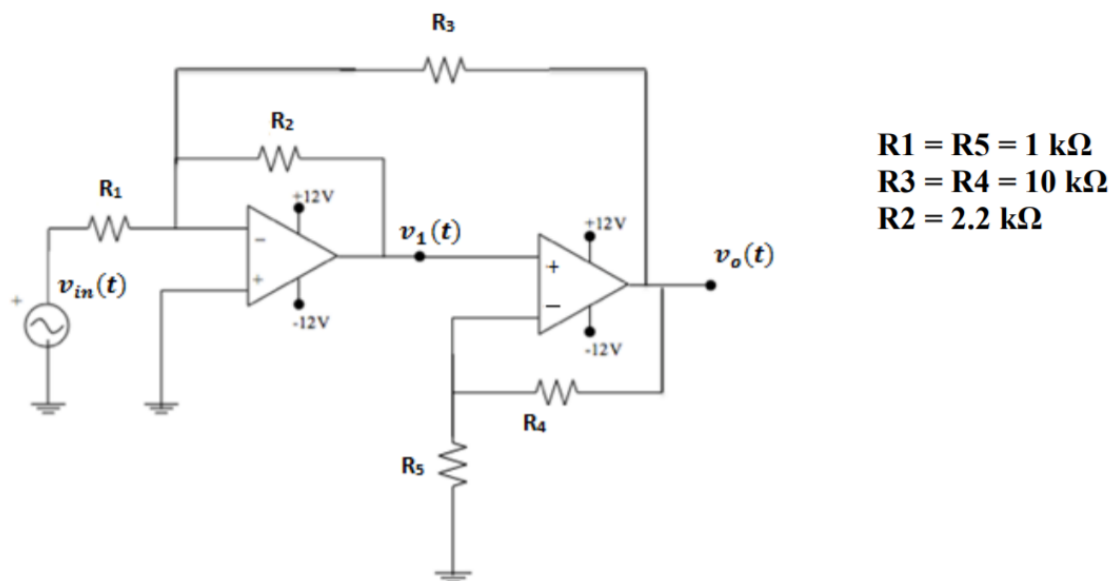 R₃
R₂
R₁
+12V
-12V
v₁(t)
+12V
-12V
vₒ(t)
vᵢₙ(t)
+
−
+
+
−
R₄
R₅
R1 = R5 = 1 kΩ
R3 = R4 = 10 kΩ
R2 = 2.2 kΩ